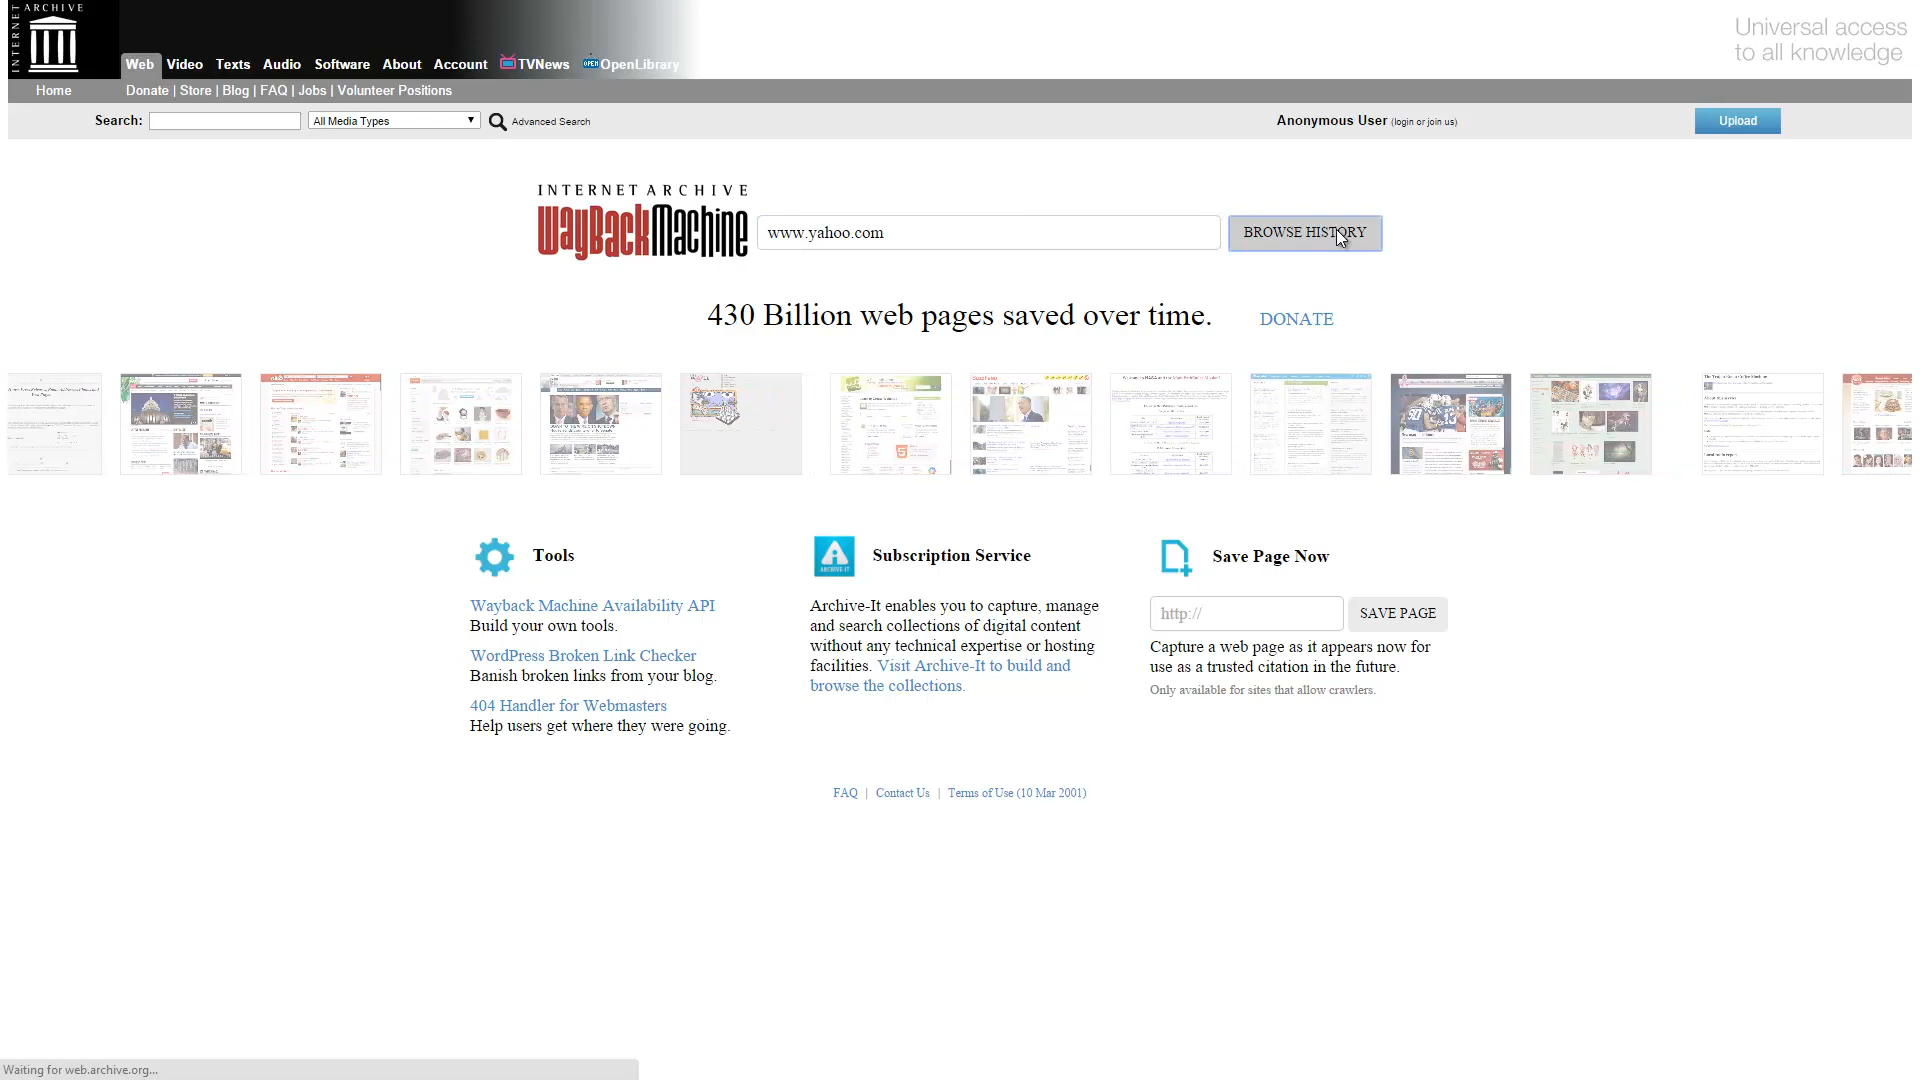 INTERNET ARCHIVE
Universal access
to all knowledge
Web Video Texts Audio Software About Account TVNews OPEN OpenLibrary
Home Donate | Store | Blog | FAQ | Jobs | Volunteer Positions
Search: All Media Types Advanced Search Anonymous User (login or join us) Upload
INTERNET ARCHIVE
WayBackMachine www.yahoo.com BROWSE HISTORY
430 Billion web pages saved over time. DONATE
Tools
Wayback Machine Availability API
Build your own tools.
WordPress Broken Link Checker
Banish broken links from your blog.
404 Handler for Webmasters
Help users get where they were going.
ARCHIVE-IT
Subscription Service
Archive-It enables you to capture, manage
and search collections of digital content
without any technical expertise or hosting
facilities. Visit Archive-It to build and
browse the collections.
Save Page Now
http:// SAVE PAGE
Capture a web page as it appears now for
use as a trusted citation in the future.
Only available for sites that allow crawlers.
FAQ | Contact Us | Terms of Use (10 Mar 2001)
Waiting for web.archive.org...